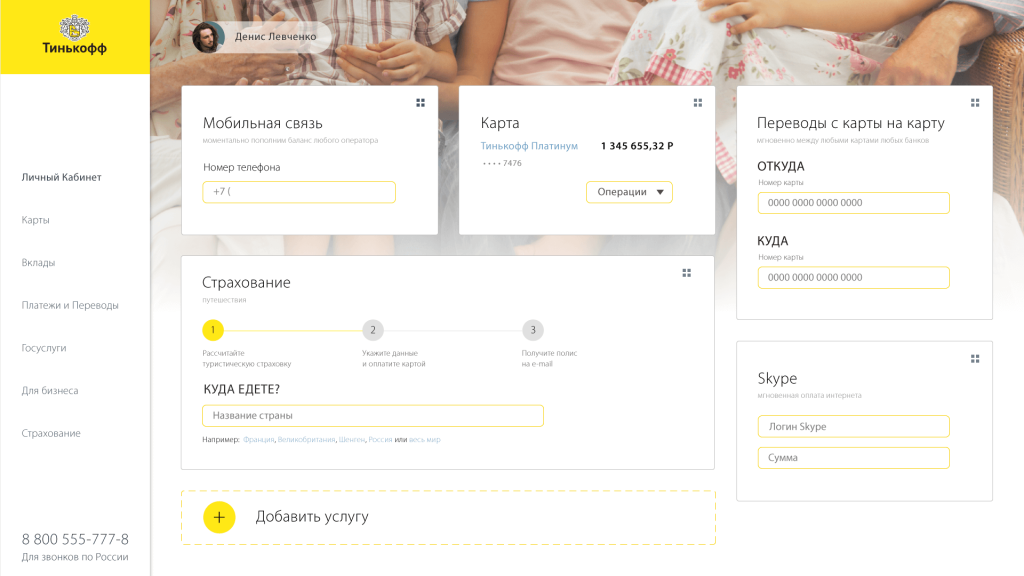 Тинькофф
Личный Кабинет
Карты
Вклады
Платежи и Переводы
Госуслуги
Для бизнеса
Страхование
8 800 555-777-8
Для звонков по России
Денис Левченко
Мобильная связь
моментально пополним баланс любого оператора
Номер телефона
+7 (
Карта
Тинькофф Платинум 1 345 655,32 ₽
•••• 7476
Операции
Переводы с карты на карту
мгновенно между любыми картами любых банков
ОТКУДА
Номер карты
0000 0000 0000 0000
КУДА
Номер карты
0000 0000 0000 0000
Страхование
путешествия
1 2 3
Рассчитайте
туристическую страховку
Укажите данные
и оплатите картой
Получите полис
на e-mail
КУДА ЕДЕТЕ?
Название страны
Например: Франция, Великобритания, Шенген, Россия или весь мир
Skype
мгновенная оплата интернета
Логин Skype
Сумма
+ Добавить услугу